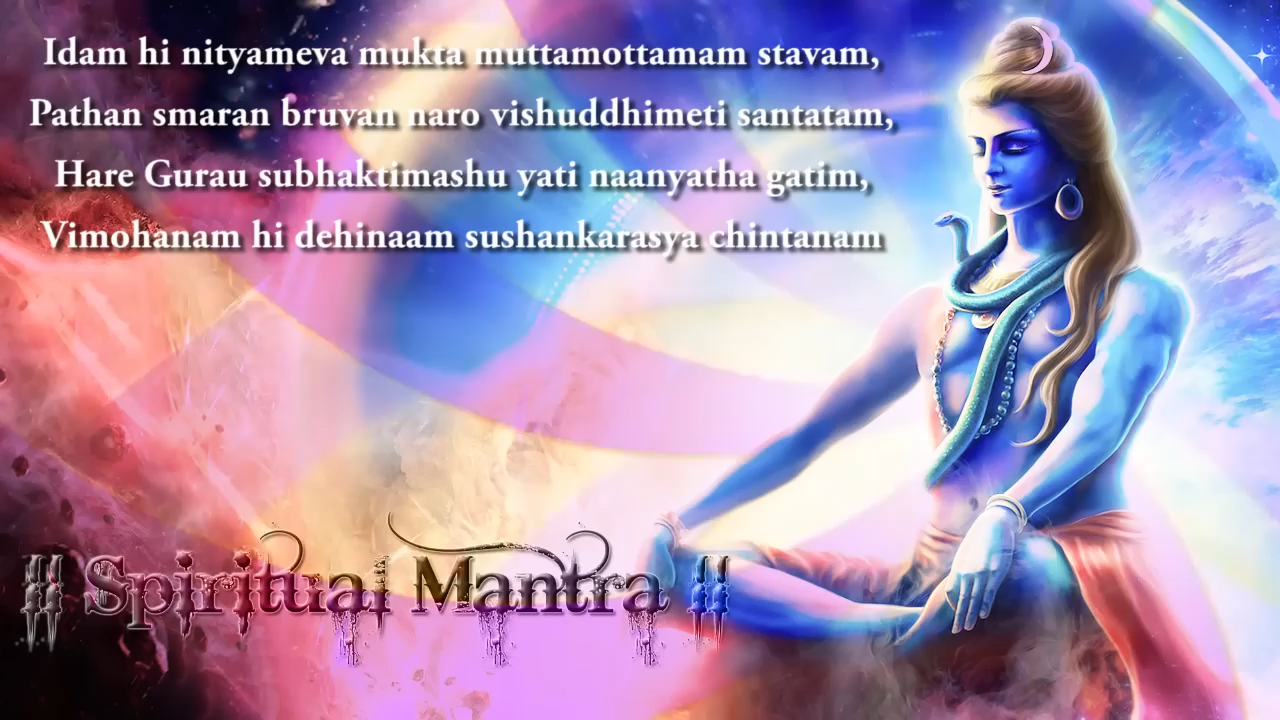 Idam hi nityameva mukta muttamottamam stavam,
Pathan smaran bruvan naro vishuddhimeti santatam,
Hare Gurau subhaktimashu yati naanyatha gatim,
Vimohanam hi dehinaam sushankarasya chintanam
|| Spiritual Mantra ||